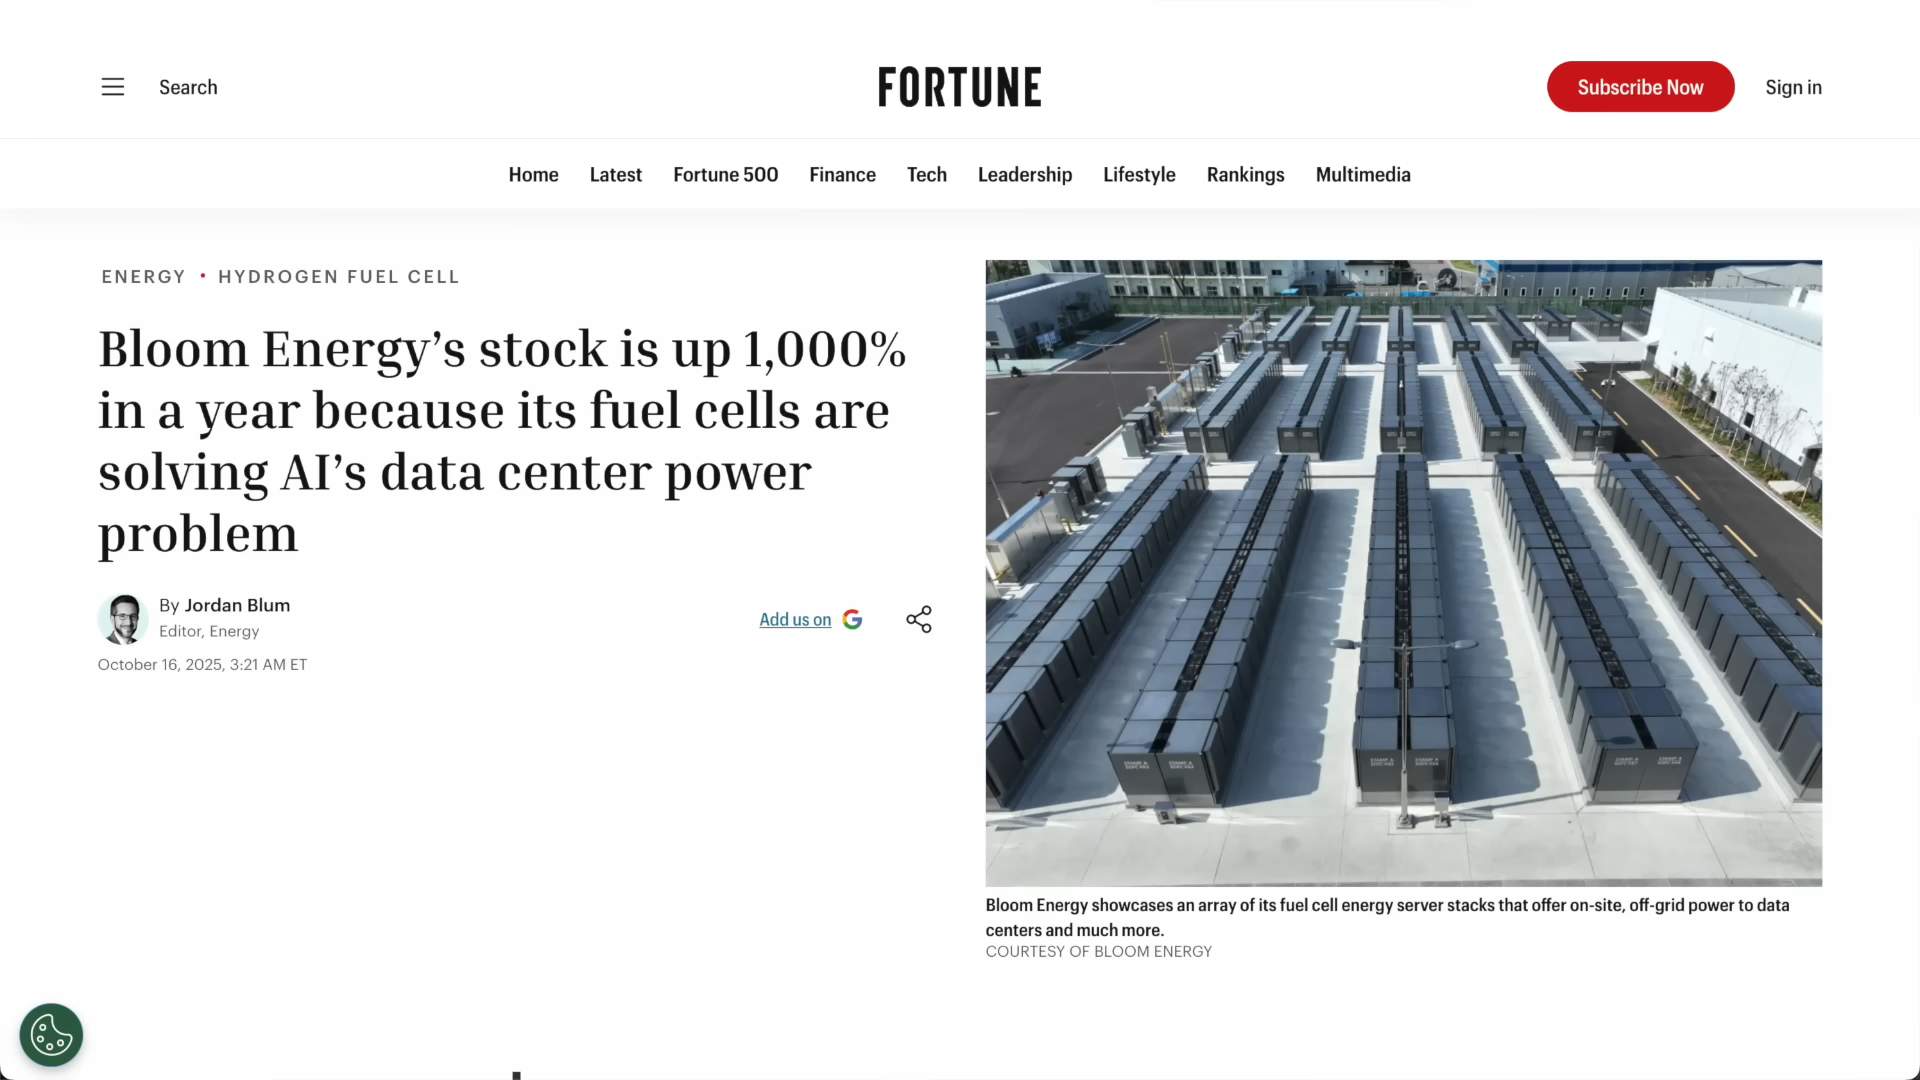 Search
FORTUNE
Subscribe Now
Sign in
Home Latest Fortune 500 Finance Tech Leadership Lifestyle Rankings Multimedia
ENERGY • HYDROGEN FUEL CELL
Bloom Energy’s stock is up 1,000%
in a year because its fuel cells are
solving AI’s data center power
problem
By Jordan Blum
Editor, Energy
Add us on
October 16, 2025, 3:21 AM ET
Bloom Energy showcases an array of its fuel cell energy server stacks that offer on-site, off-grid power to data
centers and much more.
COURTESY OF BLOOM ENERGY